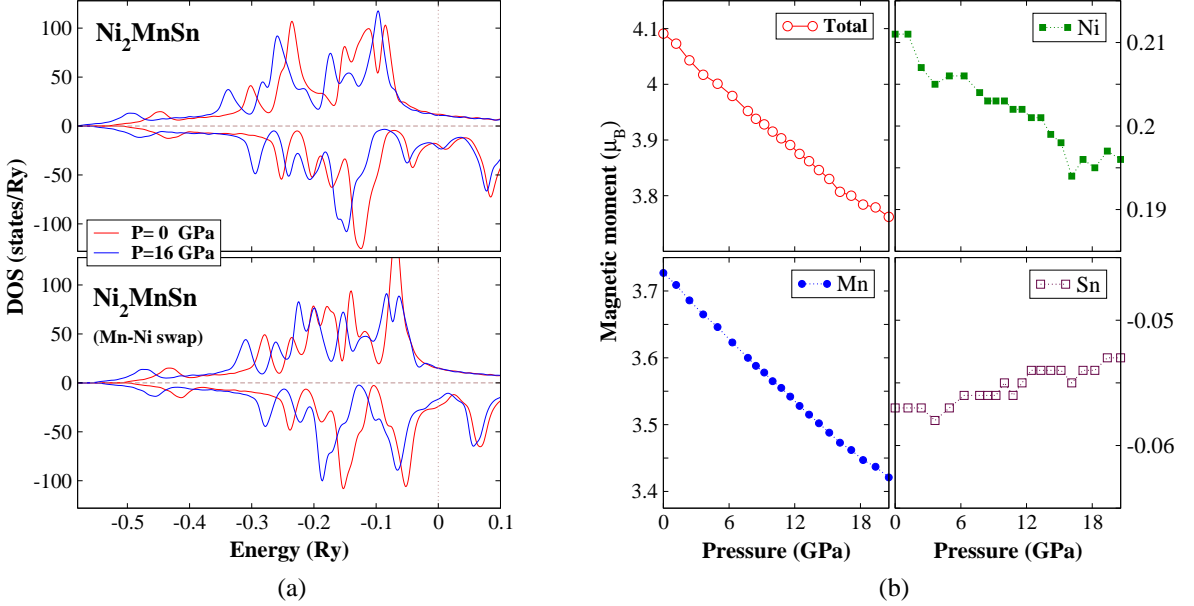 Ni₂MnSn
100
50
0
-50
-100
P= 0 GPa
P=16 GPa
DOS (states/Ry)
Ni₂MnSn
(Mn-Ni swap)
100
50
0
-50
-100
-0.5 -0.4 -0.3 -0.2 -0.1 0 0.1
Energy (Ry)
(a)
Magnetic moment (μ_B)
Total
4.1
4
3.9
3.8
Ni
0.21
0.2
0.19
Mn
3.7
3.6
3.5
3.4
Sn
-0.05
-0.06
0 6 12 18
0 6 12 18
Pressure (GPa)
Pressure (GPa)
(b)